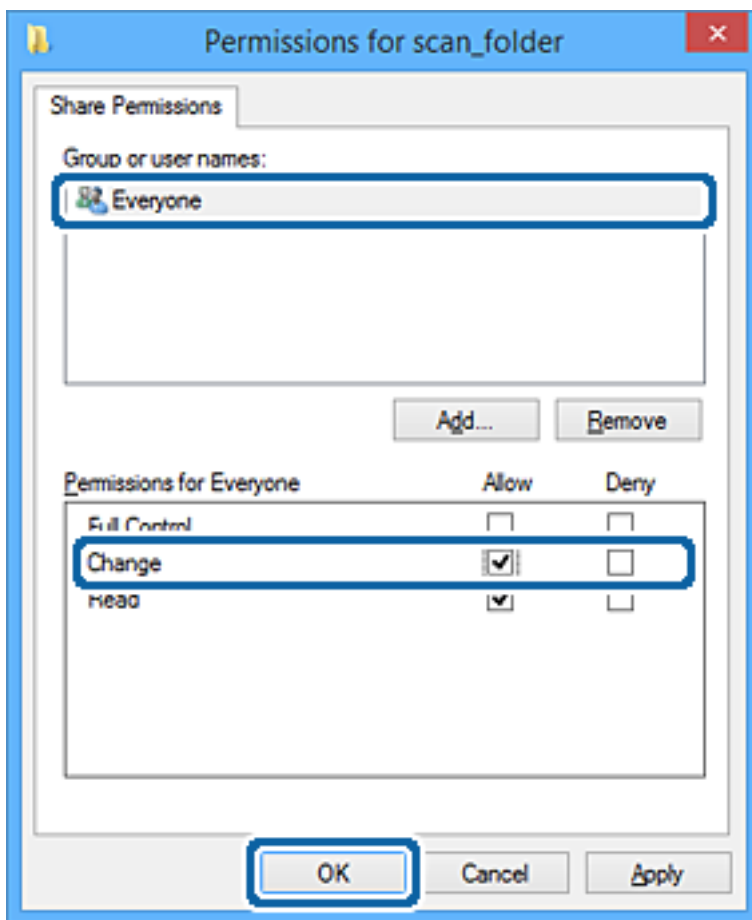 Permissions for scan_folder
Share Permissions
Group or user names:
Everyone
Add... Remove
Permissions for Everyone Allow Deny
Full Control
Change
Read
OK Cancel Apply